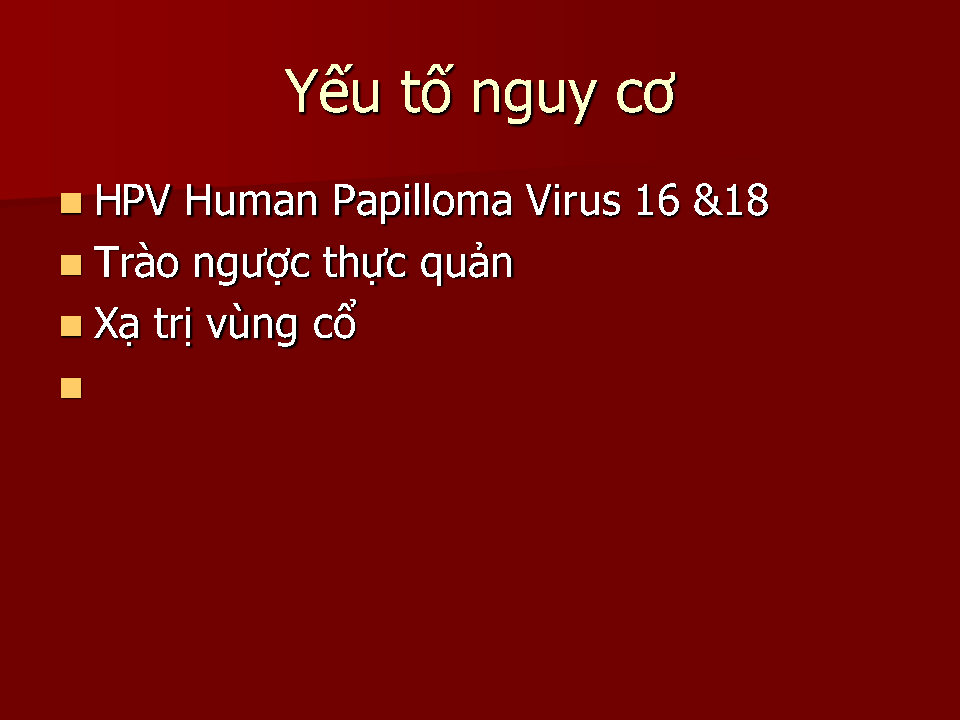 Yếu tố nguy cơ
HPV Human Papilloma Virus 16 &18
Trào ngược thực quản
Xạ trị vùng cổ